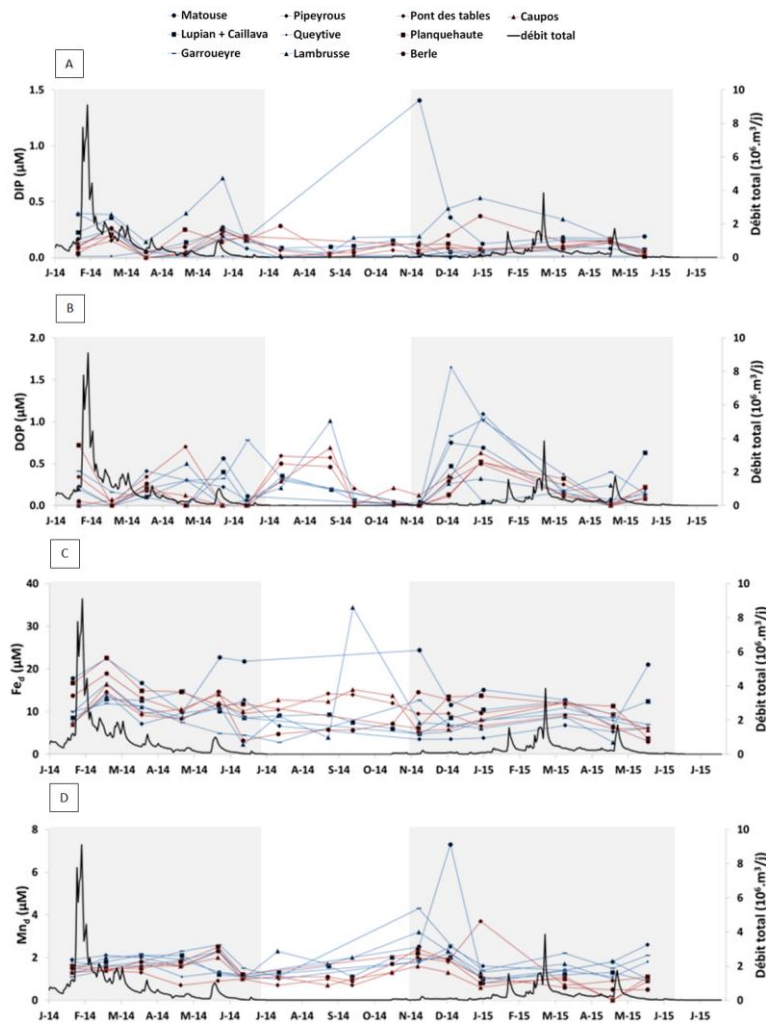 Matouse Pipeyrous Pont des tables Caupos
Lupian + Caillava Queytive Planquehaute débit total
Garroueyre Lambrusse Berle
A
1.5 10
8
1.0 6
0.5 4
2
0.0 0
DIP (µM)
Débit total (10⁶.m³/j)
J-14 F-14 M-14 A-14 M-14 J-14 J-14 A-14 S-14 O-14 N-14 D-14 J-15 F-15 M-15 A-15 M-15 J-15 J-15
B
2.0 10
8
1.5
6
1.0
4
0.5 2
0.0 0
DOP (µM)
Débit total (10⁶.m³/j)
J-14 F-14 M-14 A-14 M-14 J-14 J-14 A-14 S-14 O-14 N-14 D-14 J-15 F-15 M-15 A-15 M-15 J-15 J-15
C
40 10
30 8
6
20
4
10 2
0 0
Fed (µM)
Débit total (10⁶.m³/j)
J-14 F-14 M-14 A-14 M-14 J-14 J-14 A-14 S-14 O-14 N-14 D-14 J-15 F-15 M-15 A-15 M-15 J-15 J-15
D
8 10
6 8
6
4
4
2 2
0 0
Mnd (µM)
Débit total (10⁶.m³/j)
J-14 F-14 M-14 A-14 M-14 J-14 J-14 A-14 S-14 O-14 N-14 D-14 J-15 F-15 M-15 A-15 M-15 J-15 J-15